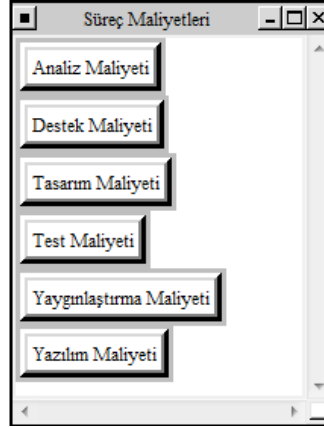 Süreç Maliyetleri
Analiz Maliyeti
Destek Maliyeti
Tasarım Maliyeti
Test Maliyeti
Yaygınlaştırma Maliyeti
Yazılım Maliyeti